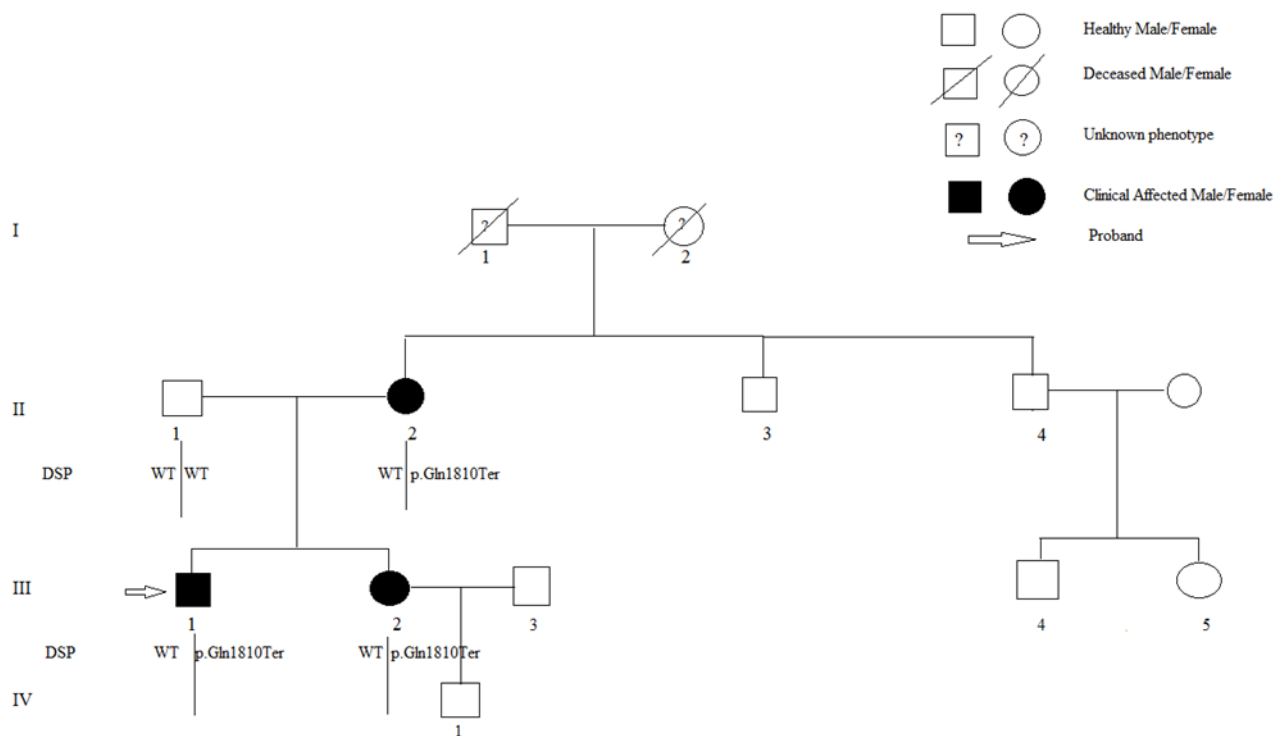 Healthy Male/Female
Deceased Male/Female
? ? Unknown phenotype
Clinical Affected Male/Female
Proband
I
? ?
1 2
II
1 2 3 4
DSP WT WT WT p.Gln1810Ter
III
1 2 3 4 5
DSP WT p.Gln1810Ter WT p.Gln1810Ter
IV
1